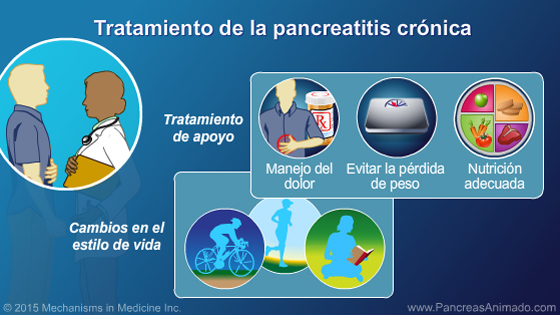 Tratamiento de la pancreatitis crónica
Tratamiento
de apoyo
Rx
Manejo del
dolor
Evitar la pérdida
de peso
Nutrición
adecuada
Cambios en el
estilo de vida
© 2015 Mechanisms in Medicine Inc.
www.PancreasAnimado.com